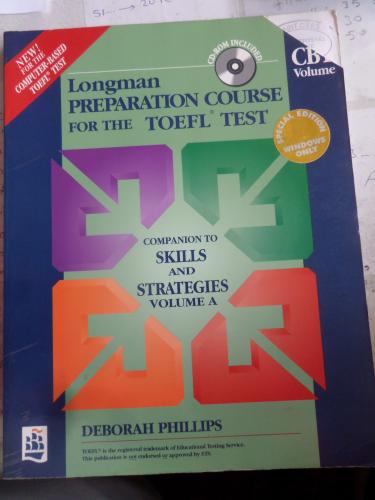 NEW!
FOR THE
COMPUTER-BASED
TOEFL® TEST
CD-ROM INCLUDED
Volume
Longman
PREPARATION COURSE
FOR THE TOEFL® TEST
SPECIAL EDITION
WINDOWS
ONLY
COMPANION TO
SKILLS
AND
STRATEGIES
VOLUME A
DEBORAH PHILLIPS
TOEFL® is the registered trademark of Educational Testing Service.
This publication is not endorsed or approved by ETS.